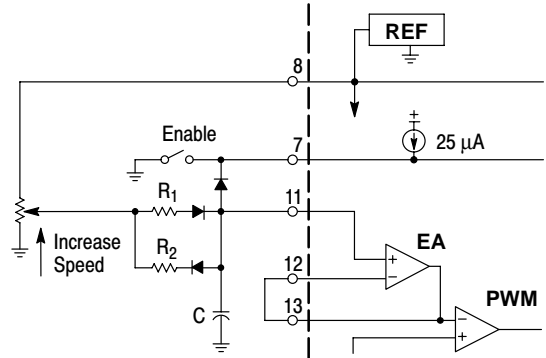 REF
8
Enable
7
25 µA
R1
11
Increase
Speed
EA
R2
12
PWM
13
C
+
−
−
+